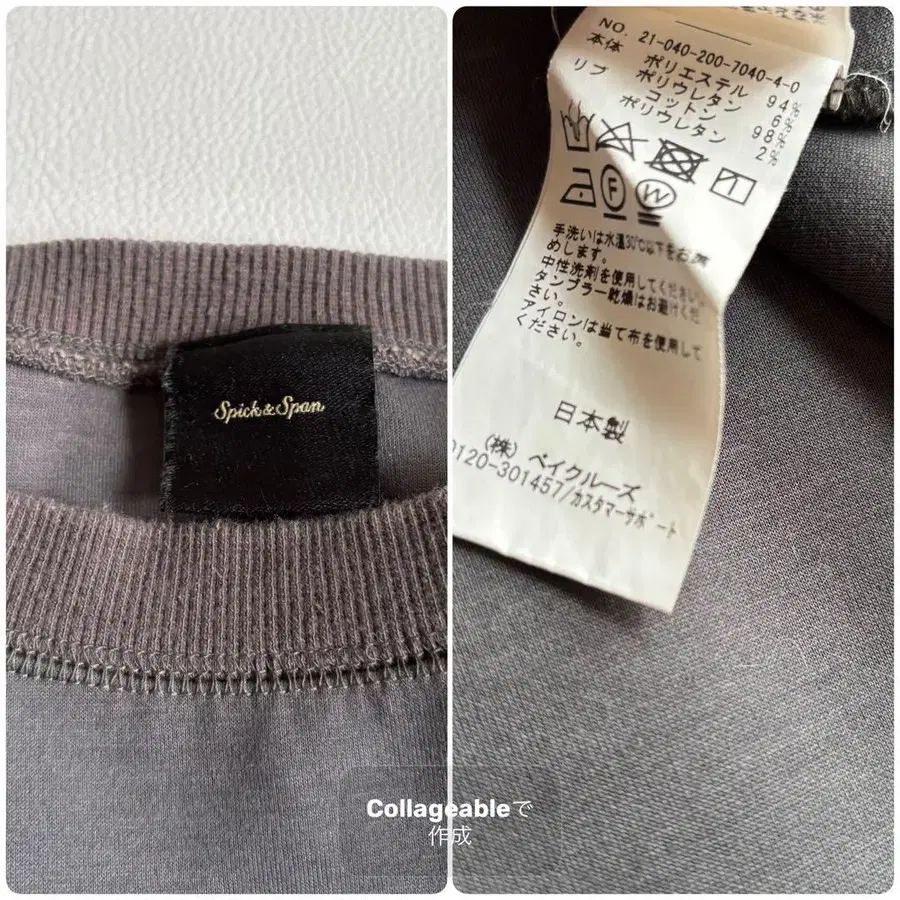 Spick & Span
NO. 21-040-200-7040-4-0
本体 ポリエステル 94%
ポリウレタン 6%
リブ コットン 98%
ポリウレタン 2%
F W
手洗いは水温30℃以下をお薦
めします。
中性洗剤を使用してください。
タンブラー乾燥はお避けくだ
さい。
アイロンは当て布を使用して
ください。
日本製
(株) ベイクルーズ
0120-301457/カスタマーサポート
Collageableで
作成